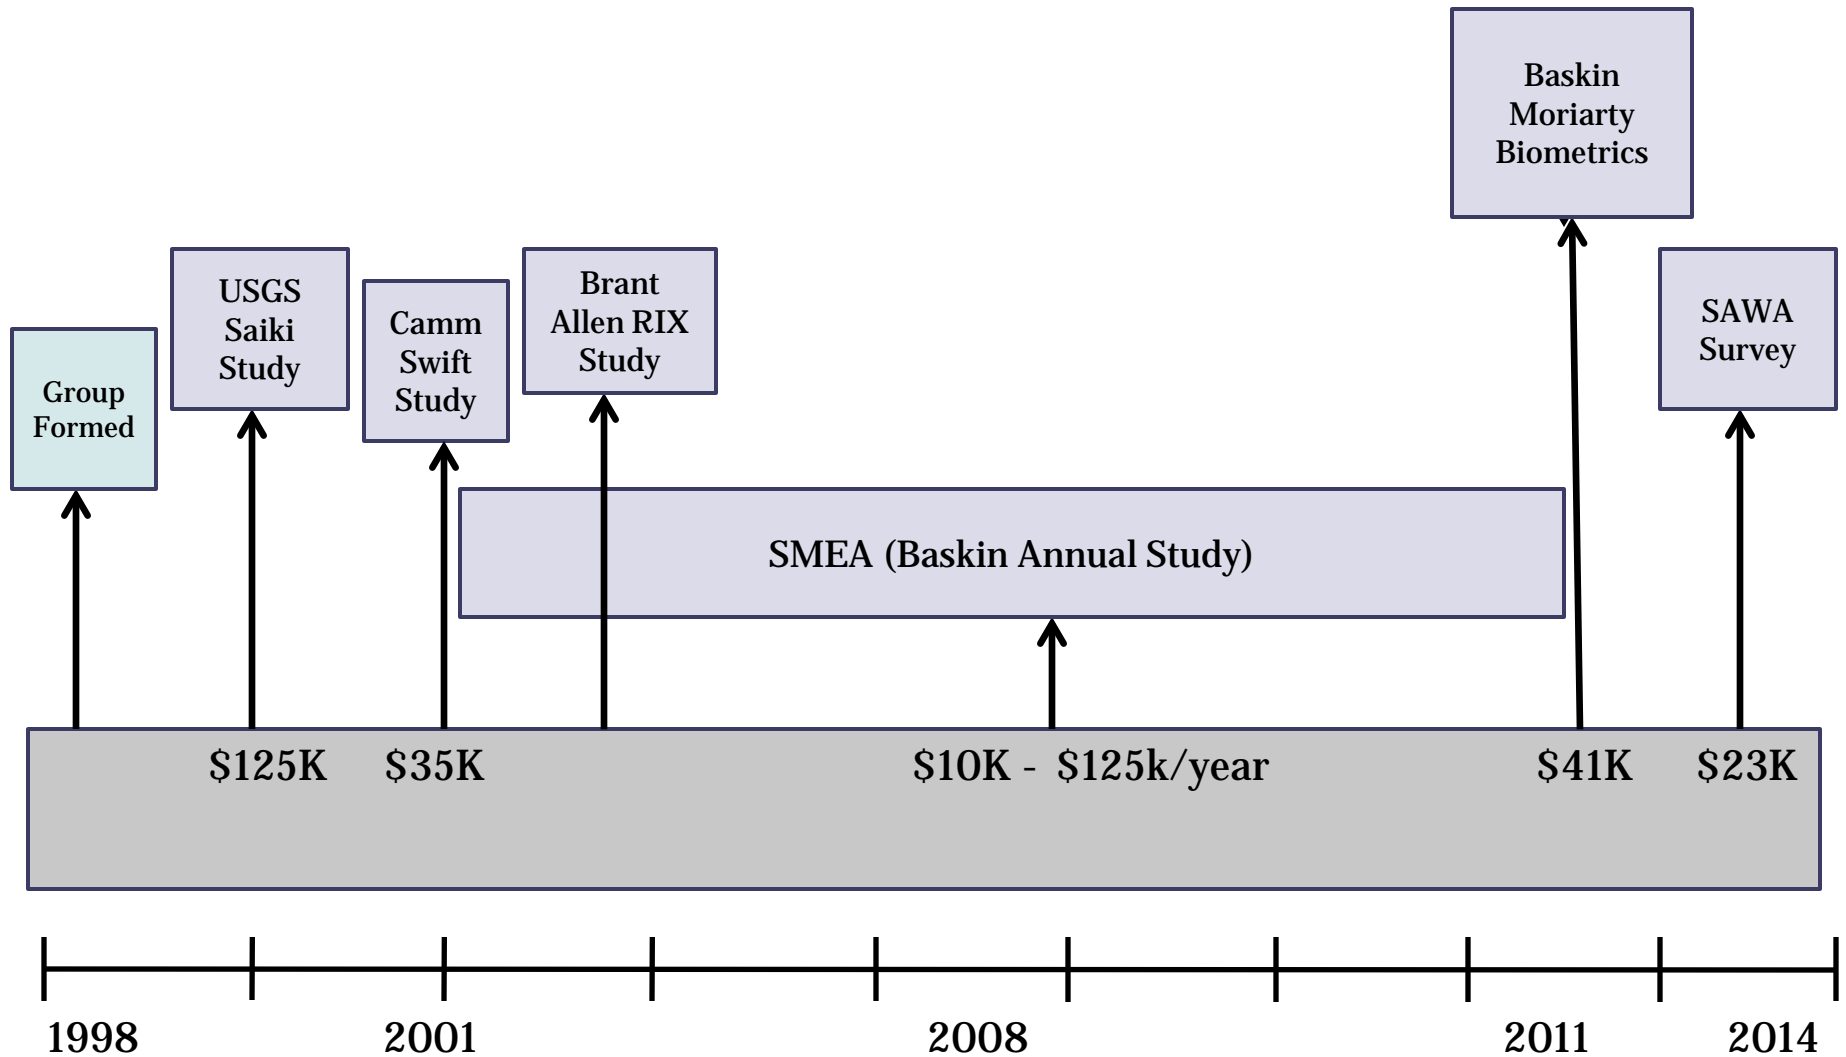 Baskin
Moriarty
Biometrics
USGS
Saiki
Study
Brant
Allen RIX
Study
Camm
Swift
Study
SAWA
Survey
Group
Formed
SMEA (Baskin Annual Study)
$125K
$35K
$10K - $125k/year
$41K
$23K
1998
2001
2008
2011
2014